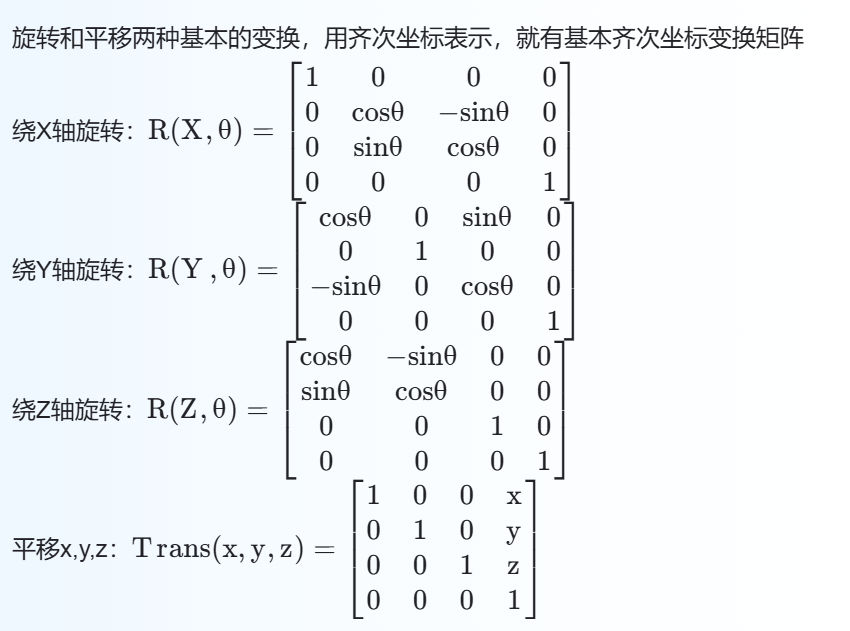 旋转和平移两种基本的变换，用齐次坐标表示，就有基本齐次坐标变换矩阵
绕X轴旋转：R(X,θ) =
1 0 0 0
0 cosθ −sinθ 0
0 sinθ cosθ 0
0 0 0 1
绕Y轴旋转：R(Y,θ) =
cosθ 0 sinθ 0
0 1 0 0
−sinθ 0 cosθ 0
0 0 0 1
绕Z轴旋转：R(Z,θ) =
cosθ −sinθ 0 0
sinθ cosθ 0 0
0 0 1 0
0 0 0 1
平移x,y,z：Trans(x,y,z) =
1 0 0 x
0 1 0 y
0 0 1 z
0 0 0 1